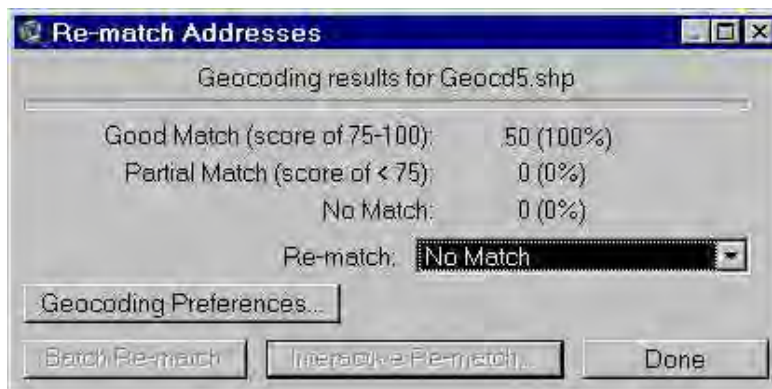 Re-match Addresses
Geocoding results for Geocd5.shp
Good Match (score of 75-100): 50 (100%)
Partial Match (score of < 75): 0 (0%)
No Match: 0 (0%)
Re-match: No Match
Geocoding Preferences...
Batch Re-match Interactive Re-match... Done